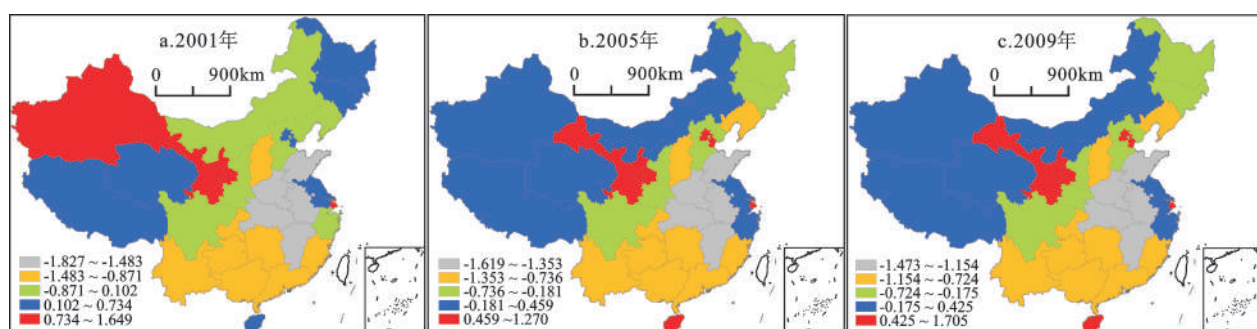 a.2001年
0 900km
-1.827 ~ -1.483
-1.483 ~ -0.871
-0.871 ~ 0.102
0.102 ~ 0.734
0.734 ~ 1.649
b.2005年
0 900km
-1.619 ~ -1.353
-1.353 ~ -0.736
-0.736 ~ -0.181
-0.181 ~ 0.459
0.459 ~ 1.270
c.2009年
0 900km
-1.473 ~ -1.154
-1.154 ~ -0.724
-0.724 ~ -0.175
-0.175 ~ 0.425
0.425 ~ 1.705